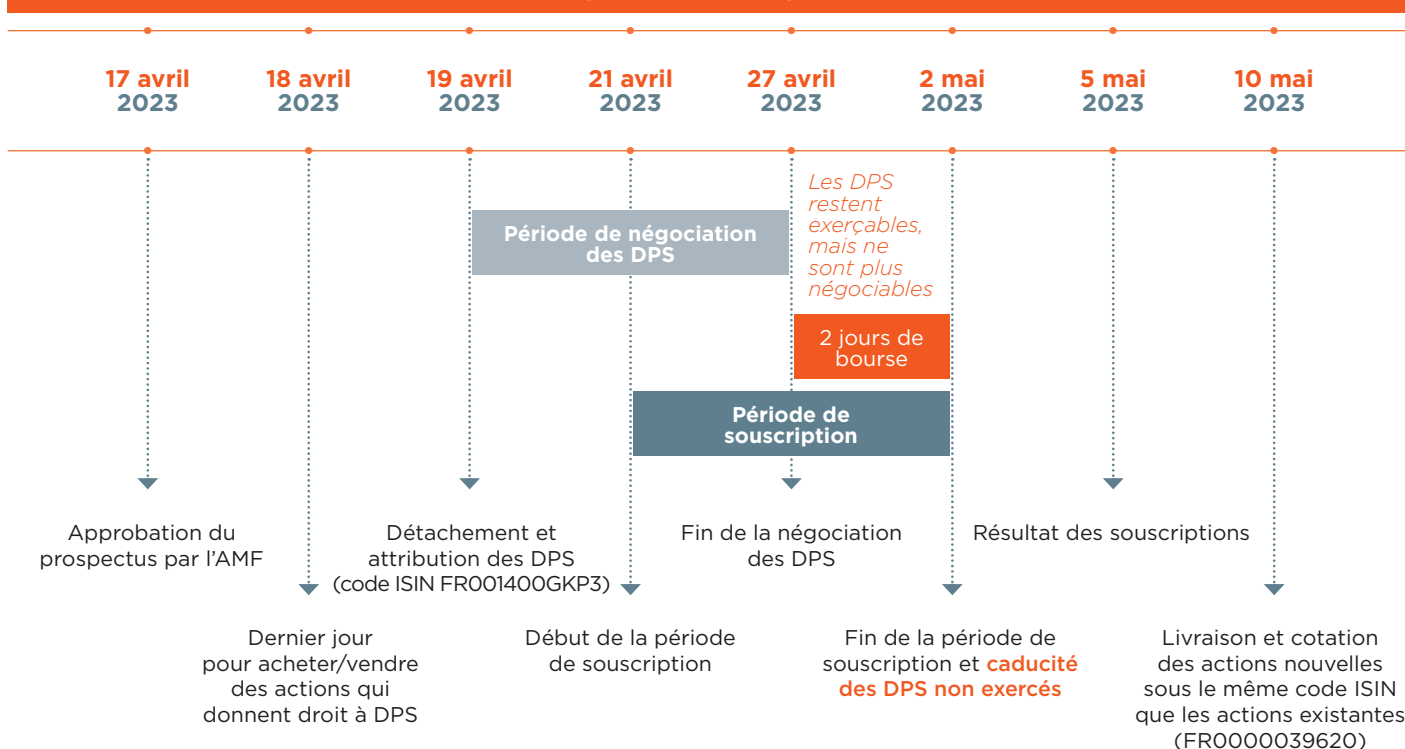 17 avril
2023
18 avril
2023
19 avril
2023
21 avril
2023
27 avril
2023
2 mai
2023
5 mai
2023
10 mai
2023
Période de négociation
des DPS
Les DPS
restent
exerçables,
mais ne
sont plus
négociables
2 jours de
bourse
Période de
souscription
Approbation du
prospectus par l’AMF
Détachement et
attribution des DPS
(code ISIN FR001400GKP3)
Fin de la négociation
des DPS
Résultat des souscriptions
Dernier jour
pour acheter/vendre
des actions qui
donnent droit à DPS
Début de la période
de souscription
Fin de la période de
souscription et caducité
des DPS non exercés
Livraison et cotation
des actions nouvelles
sous le même code ISIN
que les actions existantes
(FR0000039620)